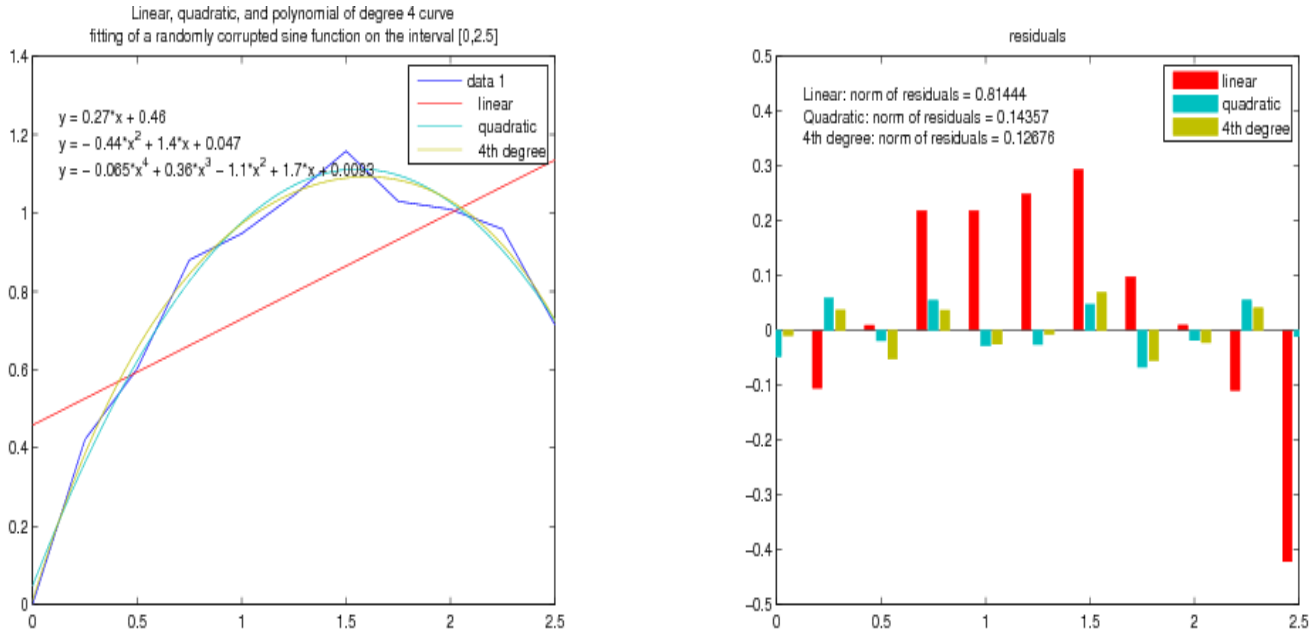 Linear, quadratic, and polynomial of degree 4 curve
fitting of a randomly corrupted sine function on the interval [0,2.5]
1.4
1.2
1
0.8
0.6
0.4
0.2
0
0
0.5
1
1.5
2
2.5
data 1
linear
quadratic
4th degree
y = 0.27*x + 0.46
y = − 0.44*x² + 1.4*x + 0.047
y = − 0.065*x⁴ + 0.36*x³ − 1.1*x² + 1.7*x + 0.0093
residuals
0.5
0.4
0.3
0.2
0.1
0
−0.1
−0.2
−0.3
−0.4
−0.5
0
0.5
1
1.5
2
2.5
linear
quadratic
4th degree
Linear: norm of residuals = 0.81444
Quadratic: norm of residuals = 0.14357
4th degree: norm of residuals = 0.12676